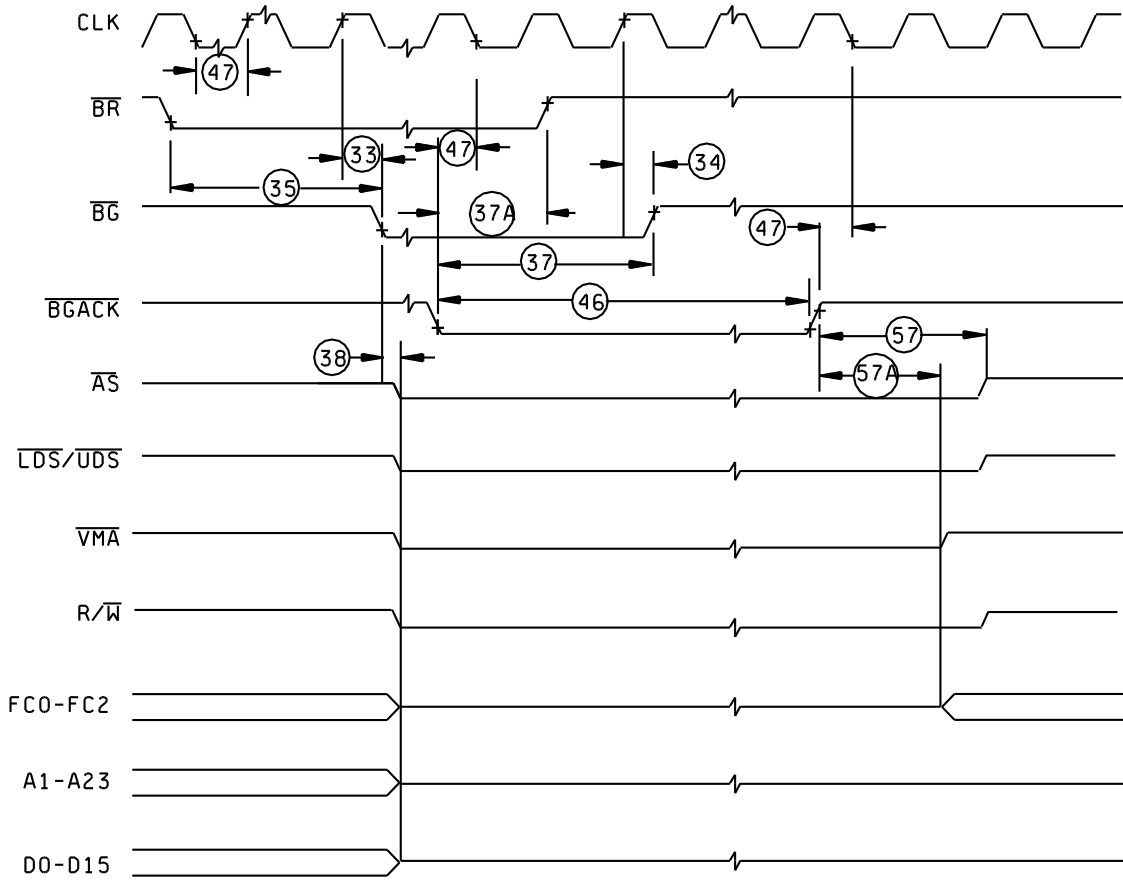 CLK
47
BR
33
47
34
35
BG
37A
47
37
BGACK
46
57
38
57A
AS
LDS/UDS
VMA
R/W
FC0-FC2
A1-A23
D0-D15